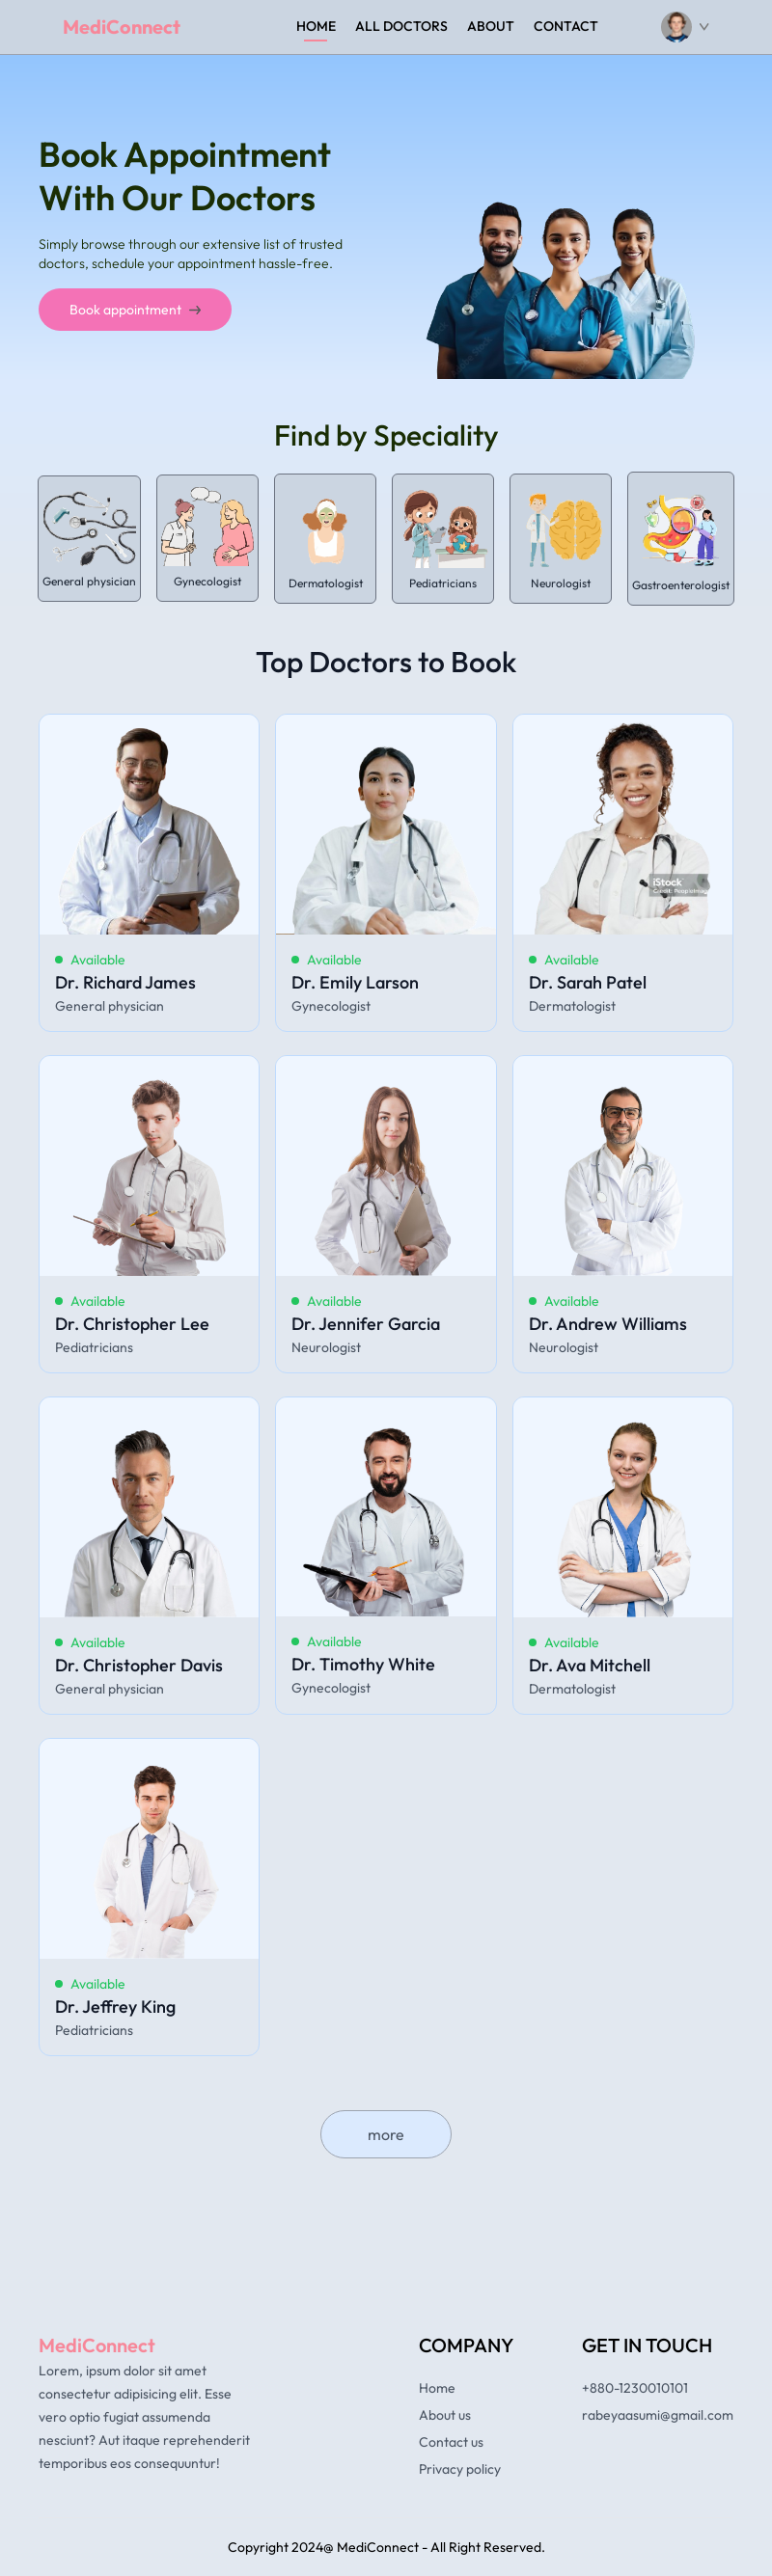 MediConnect
HOME
ALL DOCTORS
ABOUT
CONTACT
Book Appointment
With Our Doctors
Simply browse through our extensive list of trusted
doctors, schedule your appointment hassle-free.
Book appointment →
Find by Speciality
General physician
Gynecologist
Dermatologist
Pediatricians
Neurologist
Gastroenterologist
Top Doctors to Book
iStock
Available
Dr. Richard James
General physician
Available
Dr. Emily Larson
Gynecologist
Available
Dr. Sarah Patel
Dermatologist
Available
Dr. Christopher Lee
Pediatricians
Available
Dr. Jennifer Garcia
Neurologist
Available
Dr. Andrew Williams
Neurologist
Available
Dr. Christopher Davis
General physician
Available
Dr. Timothy White
Gynecologist
Available
Dr. Ava Mitchell
Dermatologist
Available
Dr. Jeffrey King
Pediatricians
more
MediConnect
Lorem, ipsum dolor sit amet
consectetur adipisicing elit. Esse
vero optio fugiat assumenda
nesciunt? Aut itaque reprehenderit
temporibus eos consequuntur!
COMPANY
Home
About us
Contact us
Privacy policy
GET IN TOUCH
+880-1230010101
rabeyaasumi@gmail.com
Copyright 2024@ MediConnect - All Right Reserved.